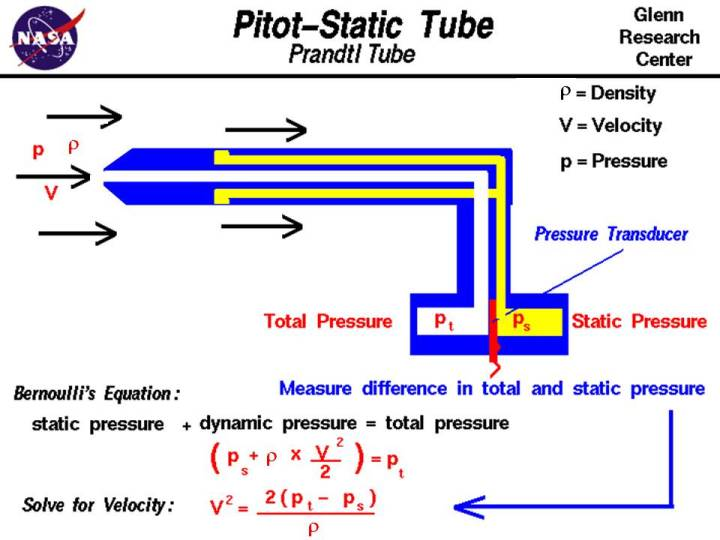 NASA
Pitot-Static Tube
Prandtl Tube
Glenn
Research
Center
ρ = Density
V = Velocity
p = Pressure
p ρ
V
Pressure Transducer
Total Pressure
pt
ps
Static Pressure
Measure difference in total and static pressure
Bernoulli's Equation:
static pressure + dynamic pressure = total pressure
( ps + ρ x V²/2 ) = pt
Solve for Velocity:
V² = 2 ( pt - ps ) / ρ